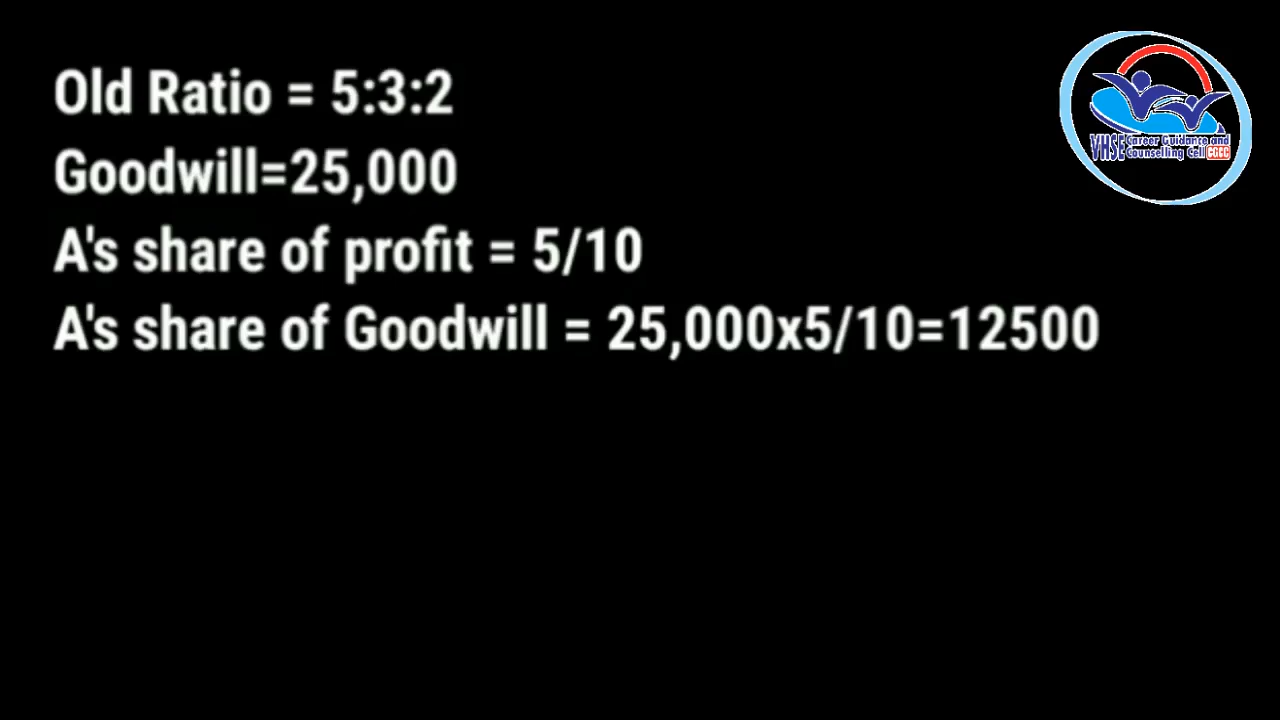 Old Ratio = 5:3:2
Goodwill=25,000
A's share of profit = 5/10
A's share of Goodwill = 25,000x5/10=12500
VHSE Career Guidance and
Counselling Cell CGCC